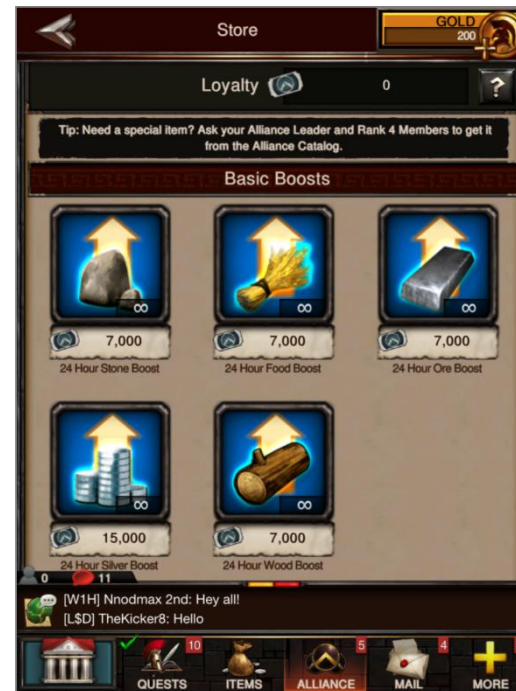 Store
GOLD
200
Loyalty
0
?
Tip: Need a special item? Ask your Alliance Leader and Rank 4 Members to get it
from the Alliance Catalog.
Basic Boosts
∞ ∞ ∞
7,000 7,000 7,000
24 Hour Stone Boost 24 Hour Food Boost 24 Hour Ore Boost
∞ ∞
15,000 7,000
24 Hour Silver Boost 24 Hour Wood Boost
0 11
[W1H] Nnodmax 2nd: Hey all!
[L$D] TheKicker8: Hello
10 5 4
QUESTS ITEMS ALLIANCE MAIL MORE